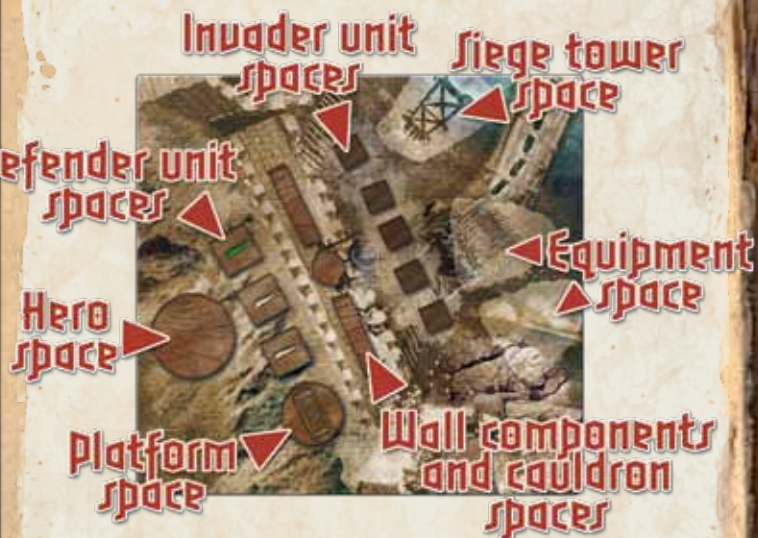 Invader unit
spaces
Siege tower
space
efender unit
spaces
Equipment
space
Hero
space
Wall components
and cauldron
spaces
Platform
space